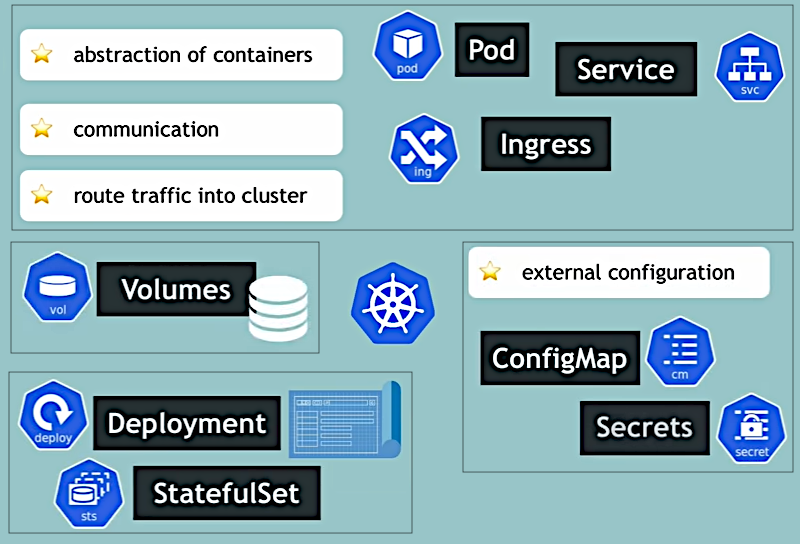 abstraction of containers
pod
Pod
Service
svc
communication
ing
Ingress
route traffic into cluster
vol
Volumes
external configuration
ConfigMap
cm
Secrets
secret
deploy
Deployment
sts
StatefulSet